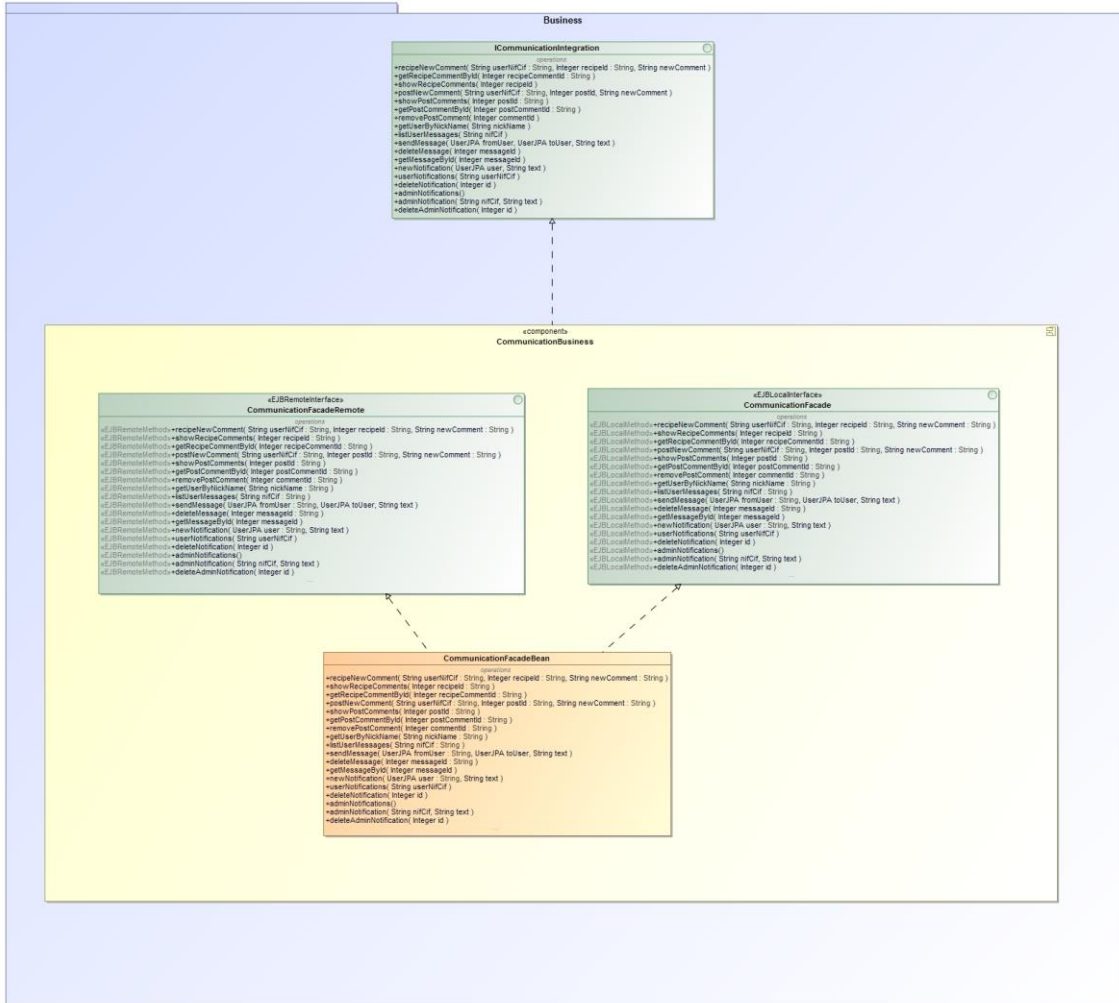 Business
ICommunicationIntegration
operations
+recipeNewComment( String userNifCif : String, Integer recipeId : String, String newComment )
+getRecipeCommentById( Integer recipeCommentId : String )
+showRecipeComments( Integer recipeId )
+postNewComment( String userNifCif : String, Integer postId, String newComment )
+showPostComments( Integer postId : String )
+getPostCommentById( Integer postCommentId : String )
+removePostComment( Integer commentId )
+getUserByNickName( String nickName )
+listUserMessages( String nifCif )
+sendMessage( UserJPA fromUser, UserJPA toUser, String text )
+deleteMessage( Integer messageId )
+getMessageById( Integer messageId )
+newNotification( UserJPA user, String text )
+userNotifications( String userNifCif )
+deleteNotification( Integer id )
+adminNotifications()
+adminNotification( String nifCif, String text )
+deleteAdminNotification( Integer id )
«component»
CommunicationBusiness
«EJBRemoteInterface»
CommunicationFacadeRemote
operations
«EJBRemoteMethod»+recipeNewComment( String userNifCif : String, Integer recipeId : String, String newComment : String )
«EJBRemoteMethod»+showRecipeComments( Integer recipeId : String )
«EJBRemoteMethod»+getRecipeCommentById( Integer recipeCommentId : String )
«EJBRemoteMethod»+postNewComment( String userNifCif : String, Integer postId : String, String newComment : String )
«EJBRemoteMethod»+showPostComments( Integer postId : String )
«EJBRemoteMethod»+getPostCommentById( Integer postCommentId : String )
«EJBRemoteMethod»+removePostComment( Integer commentId : String )
«EJBRemoteMethod»+getUserByNickName( String nickName : String )
«EJBRemoteMethod»+listUserMessages( String nifCif : String )
«EJBRemoteMethod»+sendMessage( UserJPA fromUser : String, UserJPA toUser, String text )
«EJBRemoteMethod»+deleteMessage( Integer messageId : String )
«EJBRemoteMethod»+getMessageById( Integer messageId )
«EJBRemoteMethod»+newNotification( UserJPA user : String, String text )
«EJBRemoteMethod»+userNotifications( String userNifCif )
«EJBRemoteMethod»+deleteNotification( Integer id )
«EJBRemoteMethod»+adminNotifications()
«EJBRemoteMethod»+adminNotification( String nifCif, String text )
«EJBRemoteMethod»+deleteAdminNotification( Integer id )
...
«EJBLocalInterface»
CommunicationFacade
operations
«EJBLocalMethod»+recipeNewComment( String userNifCif : String, Integer recipeId : String, String newComment : String )
«EJBLocalMethod»+showRecipeComments( Integer recipeId : String )
«EJBLocalMethod»+getRecipeCommentById( Integer recipeCommentId : String )
«EJBLocalMethod»+postNewComment( String userNifCif : String, Integer postId : String, String newComment : String )
«EJBLocalMethod»+showPostComments( Integer postId : String )
«EJBLocalMethod»+getPostCommentById( Integer postCommentId : String )
«EJBLocalMethod»+removePostComment( Integer commentId : String )
«EJBLocalMethod»+getUserByNickName( String nickName : String )
«EJBLocalMethod»+listUserMessages( String nifCif : String )
«EJBLocalMethod»+sendMessage( UserJPA fromUser : String, UserJPA toUser, String text )
«EJBLocalMethod»+deleteMessage( Integer messageId : String )
«EJBLocalMethod»+getMessageById( Integer messageId )
«EJBLocalMethod»+newNotification( UserJPA user : String, String text )
«EJBLocalMethod»+userNotifications( String userNifCif )
«EJBLocalMethod»+deleteNotification( Integer id )
«EJBLocalMethod»+adminNotifications()
«EJBLocalMethod»+adminNotification( String nifCif, String text )
«EJBLocalMethod»+deleteAdminNotification( Integer id )
...
CommunicationFacadeBean
operations
+recipeNewComment( String userNifCif : String, Integer recipeId : String, String newComment : String )
+showRecipeComments( Integer recipeId : String )
+getRecipeCommentById( Integer recipeCommentId : String )
+postNewComment( String userNifCif : String, Integer postId : String, String newComment : String )
+showPostComments( Integer postId : String )
+getPostCommentById( Integer postCommentId : String )
+removePostComment( Integer commentId : String )
+getUserByNickName( String nickName : String )
+listUserMessages( String nifCif : String )
+sendMessage( UserJPA fromUser : String, UserJPA toUser, String text )
+deleteMessage( Integer messageId : String )
+getMessageById( Integer messageId )
+newNotification( UserJPA user : String, String text )
+userNotifications( String userNifCif )
+deleteNotification( Integer id )
+adminNotifications()
+adminNotification( String nifCif, String text )
+deleteAdminNotification( Integer id )
...